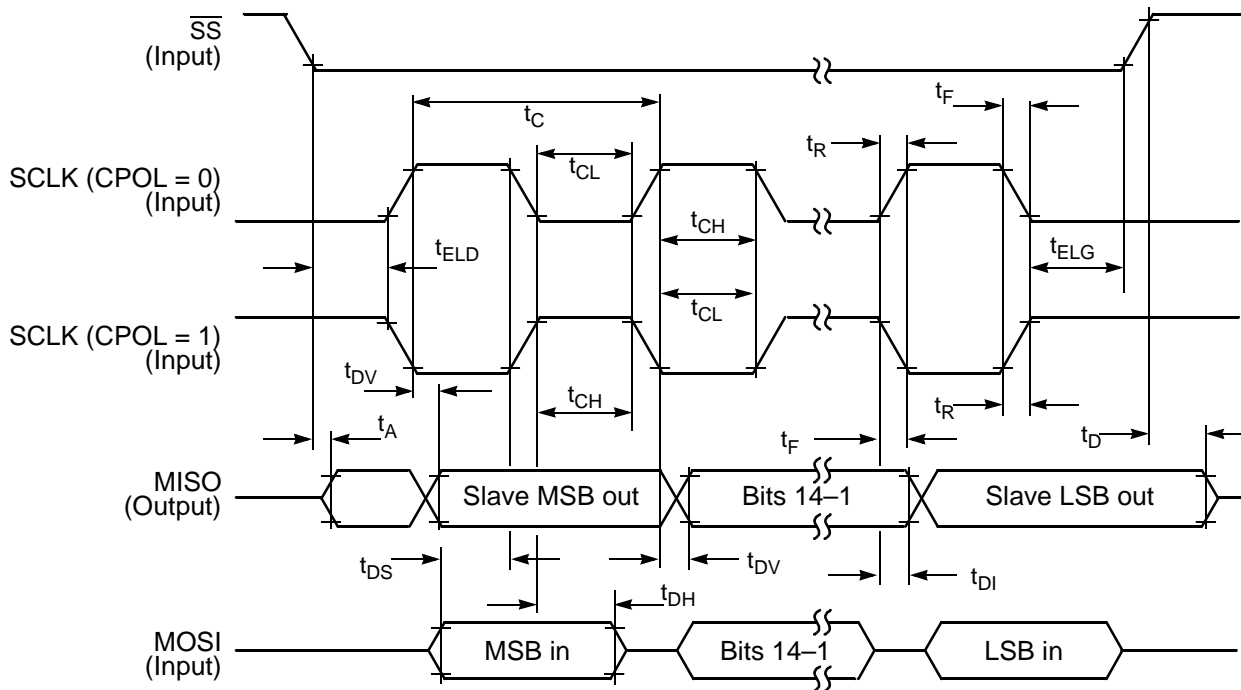 SS
(Input)
tF
tC
tR
tCL
SCLK (CPOL = 0)
(Input)
tCH
tELD
tELG
tCL
SCLK (CPOL = 1)
(Input)
tDV
tCH
tR
tA
tF
tD
MISO
(Output)
Slave MSB out
Bits 14–1
Slave LSB out
tDS
tDV
tDI
tDH
MOSI
(Input)
MSB in
Bits 14–1
LSB in